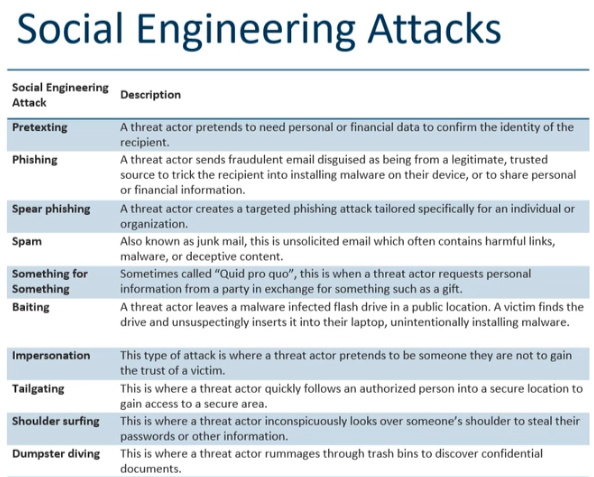 Social Engineering Attacks
Social Engineering
Attack
Description
Pretexting
A threat actor pretends to need personal or financial data to confirm the identity of the
recipient.
Phishing
A threat actor sends fraudulent email disguised as being from a legitimate, trusted
source to trick the recipient into installing malware on their device, or to share personal
or financial information.
Spear phishing
A threat actor creates a targeted phishing attack tailored specifically for an individual or
organization.
Spam
Also known as junk mail, this is unsolicited email which often contains harmful links,
malware, or deceptive content.
Something for
Something
Sometimes called “Quid pro quo”, this is when a threat actor requests personal
information from a party in exchange for something such as a gift.
Baiting
A threat actor leaves a malware infected flash drive in a public location. A victim finds the
drive and unsuspectingly inserts it into their laptop, unintentionally installing malware.
Impersonation
This type of attack is where a threat actor pretends to be someone they are not to gain
the trust of a victim.
Tailgating
This is where a threat actor quickly follows an authorized person into a secure location to
gain access to a secure area.
Shoulder surfing
This is where a threat actor inconspicuously looks over someone’s shoulder to steal their
passwords or other information.
Dumpster diving
This is where a threat actor rummages through trash bins to discover confidential
documents.